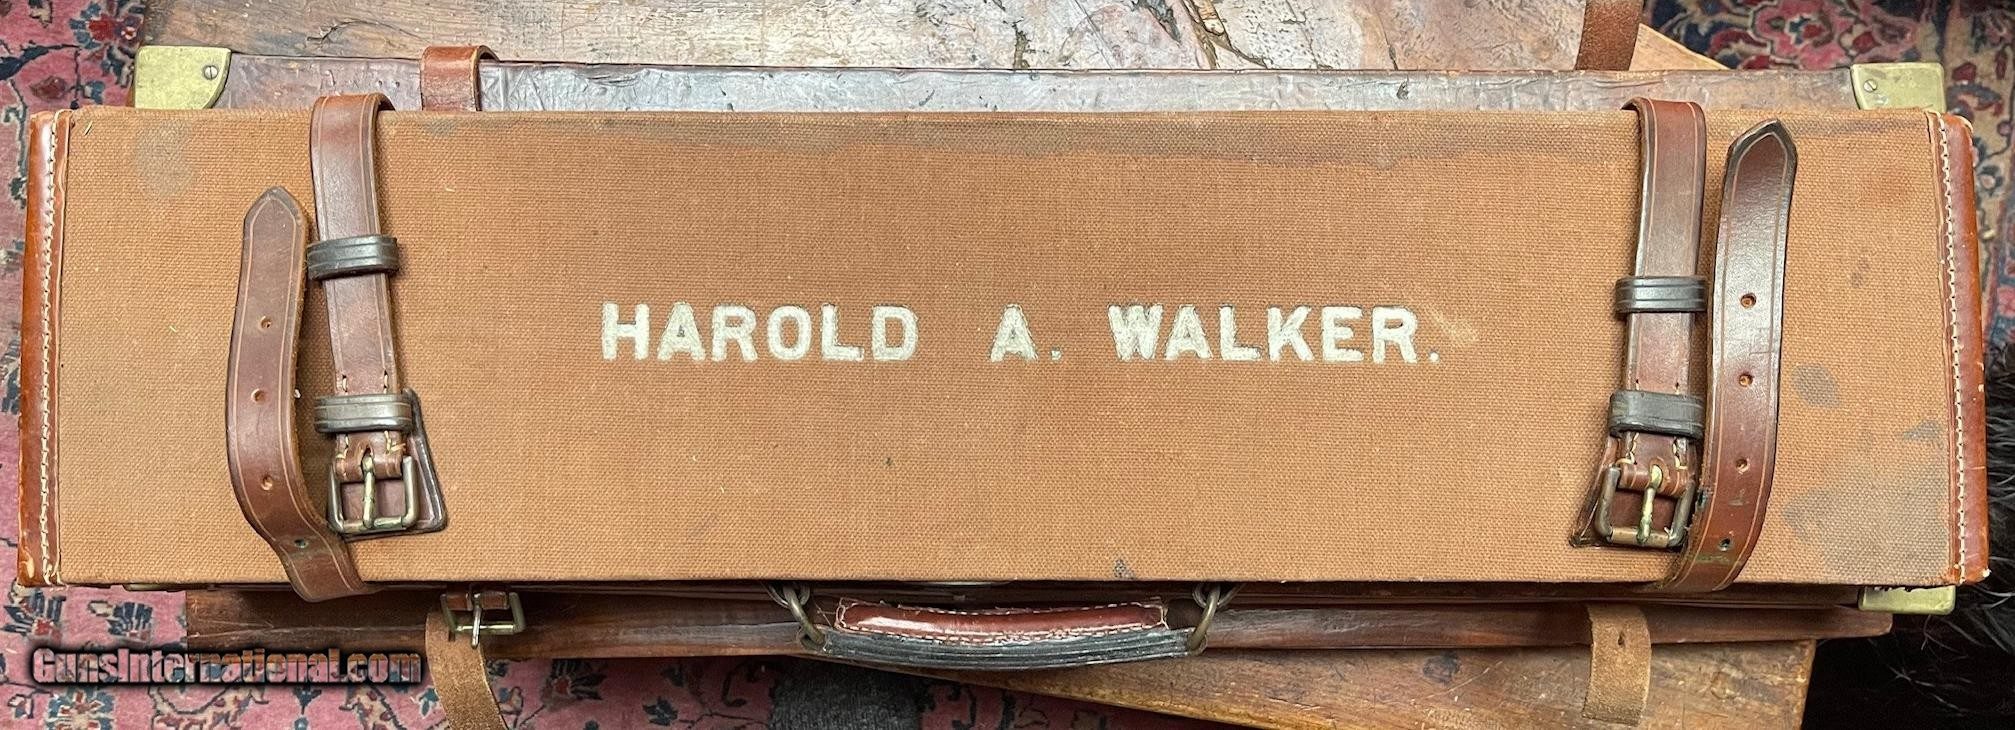 HAROLD A. WALKER.
GunsInternational.com